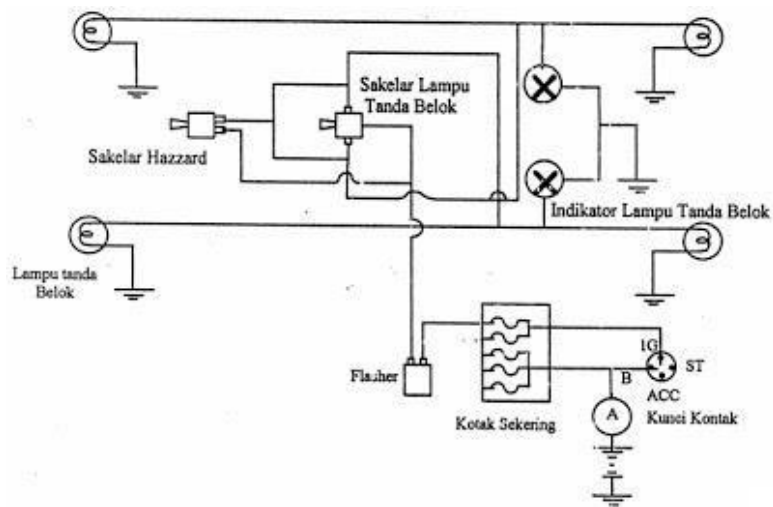 Sakelar Lampu
Tanda Belok
Sakelar Hazzard
Indikator Lampu Tanda Belok
Lampu tanda
Belok
Flasher
Kotak Sekering
IG
ST
B
ACC
A
Kunci Kontak